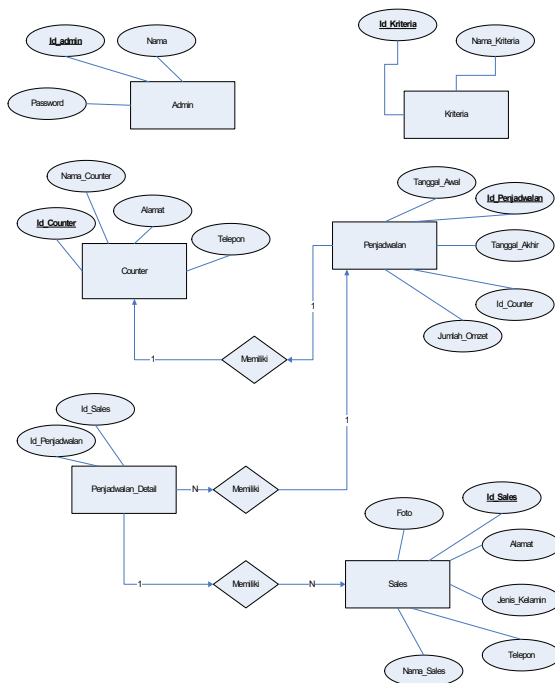 Id_admin
Nama
Password
Admin
Id_Kriteria
Nama_Kriteria
Kriteria
Nama_Counter
Id_Counter
Alamat
Telepon
Counter
Tanggal_Awal
Id_Penjadwalan
Penjadwalan
Tanggal_Akhir
Id_Counter
Jumlah_Omzet
1
Memiliki
1
Id_Sales
Id_Penjadwalan
Penjadwalan_Detail
N
Memiliki
1
1
Memiliki
N
Foto
Id_Sales
Alamat
Sales
Jenis_Kelamin
Telepon
Nama_Sales